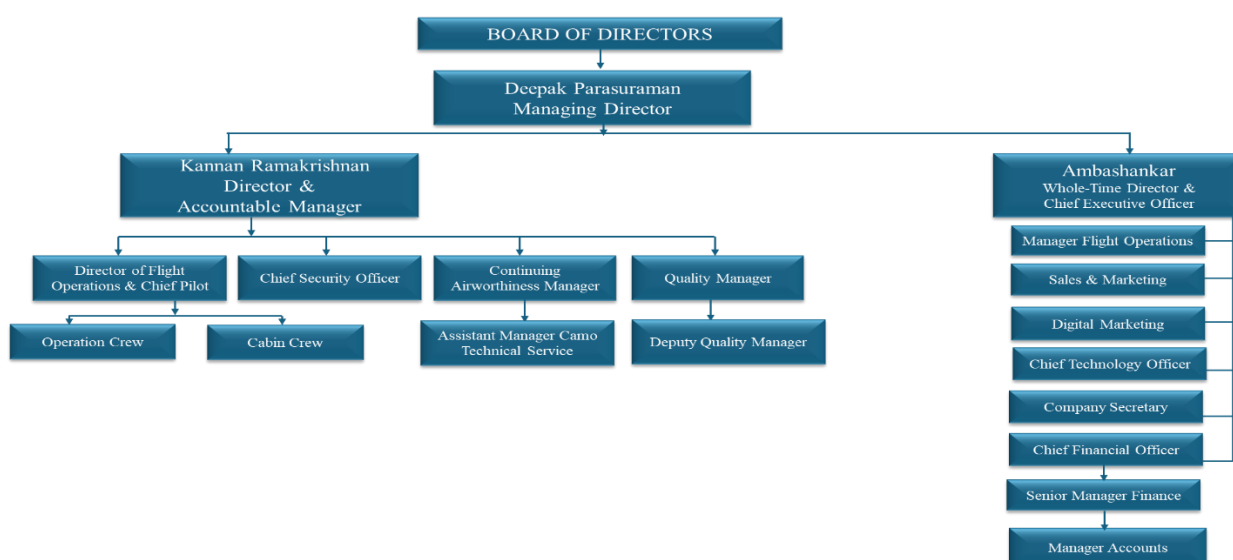 BOARD OF DIRECTORS
Deepak Parasuraman
Managing Director
Kannan Ramakrishnan
Director &
Accountable Manager
Ambashankar
Whole-Time Director &
Chief Executive Officer
Director of Flight
Operations & Chief Pilot
Chief Security Officer
Continuing
Airworthiness Manager
Quality Manager
Operation Crew
Cabin Crew
Assistant Manager Camo
Technical Service
Deputy Quality Manager
Manager Flight Operations
Sales & Marketing
Digital Marketing
Chief Technology Officer
Company Secretary
Chief Financial Officer
Senior Manager Finance
Manager Accounts